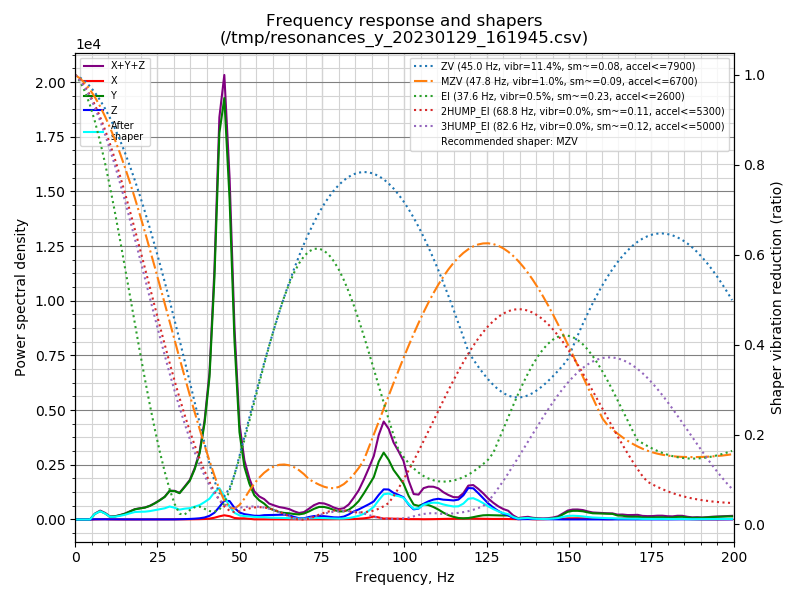 Frequency response and shapers
(/tmp/resonances_y_20230129_161945.csv)
1e4
X+Y+Z
X
Y
Z
After
shaper
ZV (45.0 Hz, vibr=11.4%, sm~=0.08, accel<=7900)
MZV (47.8 Hz, vibr=1.0%, sm~=0.09, accel<=6700)
EI (37.6 Hz, vibr=0.5%, sm~=0.23, accel<=2600)
2HUMP_EI (68.8 Hz, vibr=0.0%, sm~=0.11, accel<=5300)
3HUMP_EI (82.6 Hz, vibr=0.0%, sm~=0.12, accel<=5000)
Recommended shaper: MZV
Power spectral density
2.00
1.75
1.50
1.25
1.00
0.75
0.50
0.25
0.00
1.0
0.8
0.6
0.4
0.2
0.0
Shaper vibration reduction (ratio)
0 25 50 75 100 125 150 175 200
Frequency, Hz